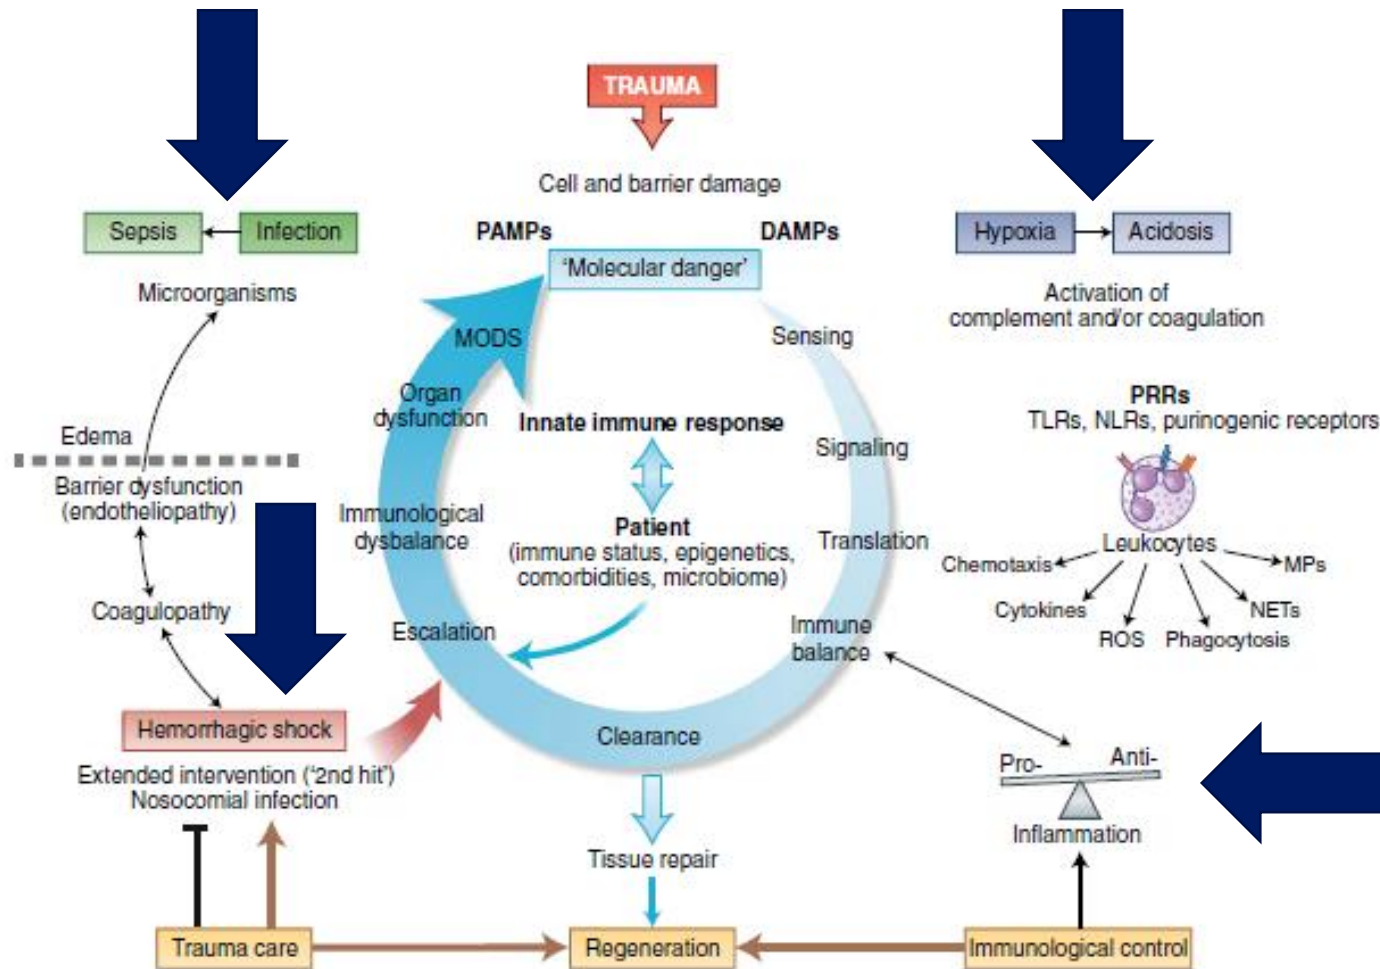 TRAUMA
Cell and barrier damage
PAMPs
DAMPs
'Molecular danger'
Sepsis
Infection
Microorganisms
Edema
Barrier dysfunction
(endotheliopathy)
Coagulopathy
Hemorrhagic shock
Extended intervention ('2nd hit')
Nosocomial infection
MODS
Organ
dysfunction
Immunological
dysbalance
Escalation
Innate immune response
Patient
(immune status, epigenetics,
comorbidities, microbiome)
Sensing
Signaling
Translation
Immune
balance
Clearance
Tissue repair
Hypoxia
Acidosis
Activation of
complement and/or coagulation
PRRs
TLRs, NLRs, purinogenic receptors
Leukocytes
Chemotaxis
MPs
Cytokines
NETs
ROS
Phagocytosis
Pro-
Anti-
Inflammation
Trauma care
Regeneration
Immunological control